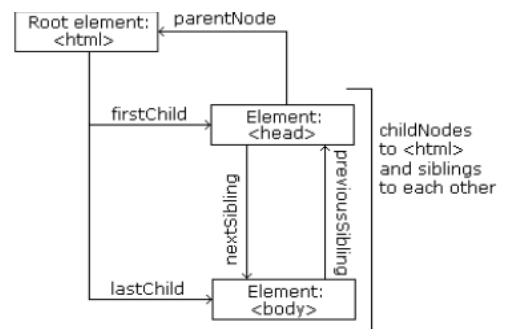 Root element:
<html>
parentNode
firstChild
Element:
<head>
childNodes
to <html>
and siblings
to each other
nextSibling
previousSibling
lastChild
Element:
<body>